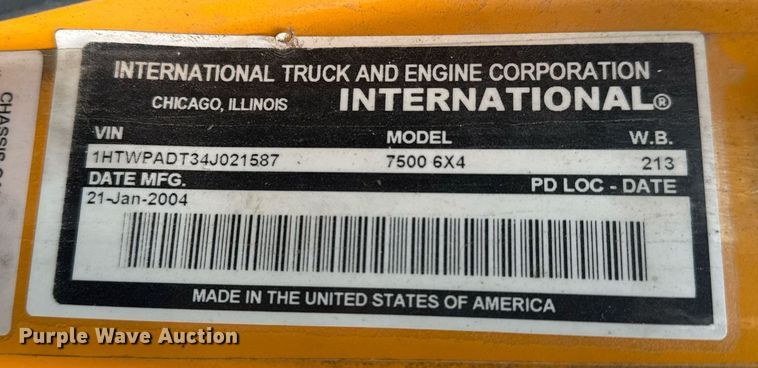 INTERNATIONAL TRUCK AND ENGINE CORPORATION
CHICAGO, ILLINOIS INTERNATIONAL®
VIN MODEL W.B.
1HTWPADT34J021587 7500 6X4 213
DATE MFG. PD LOC - DATE
21-Jan-2004
MADE IN THE UNITED STATES OF AMERICA
CHASSIS
Purple Wave Auction